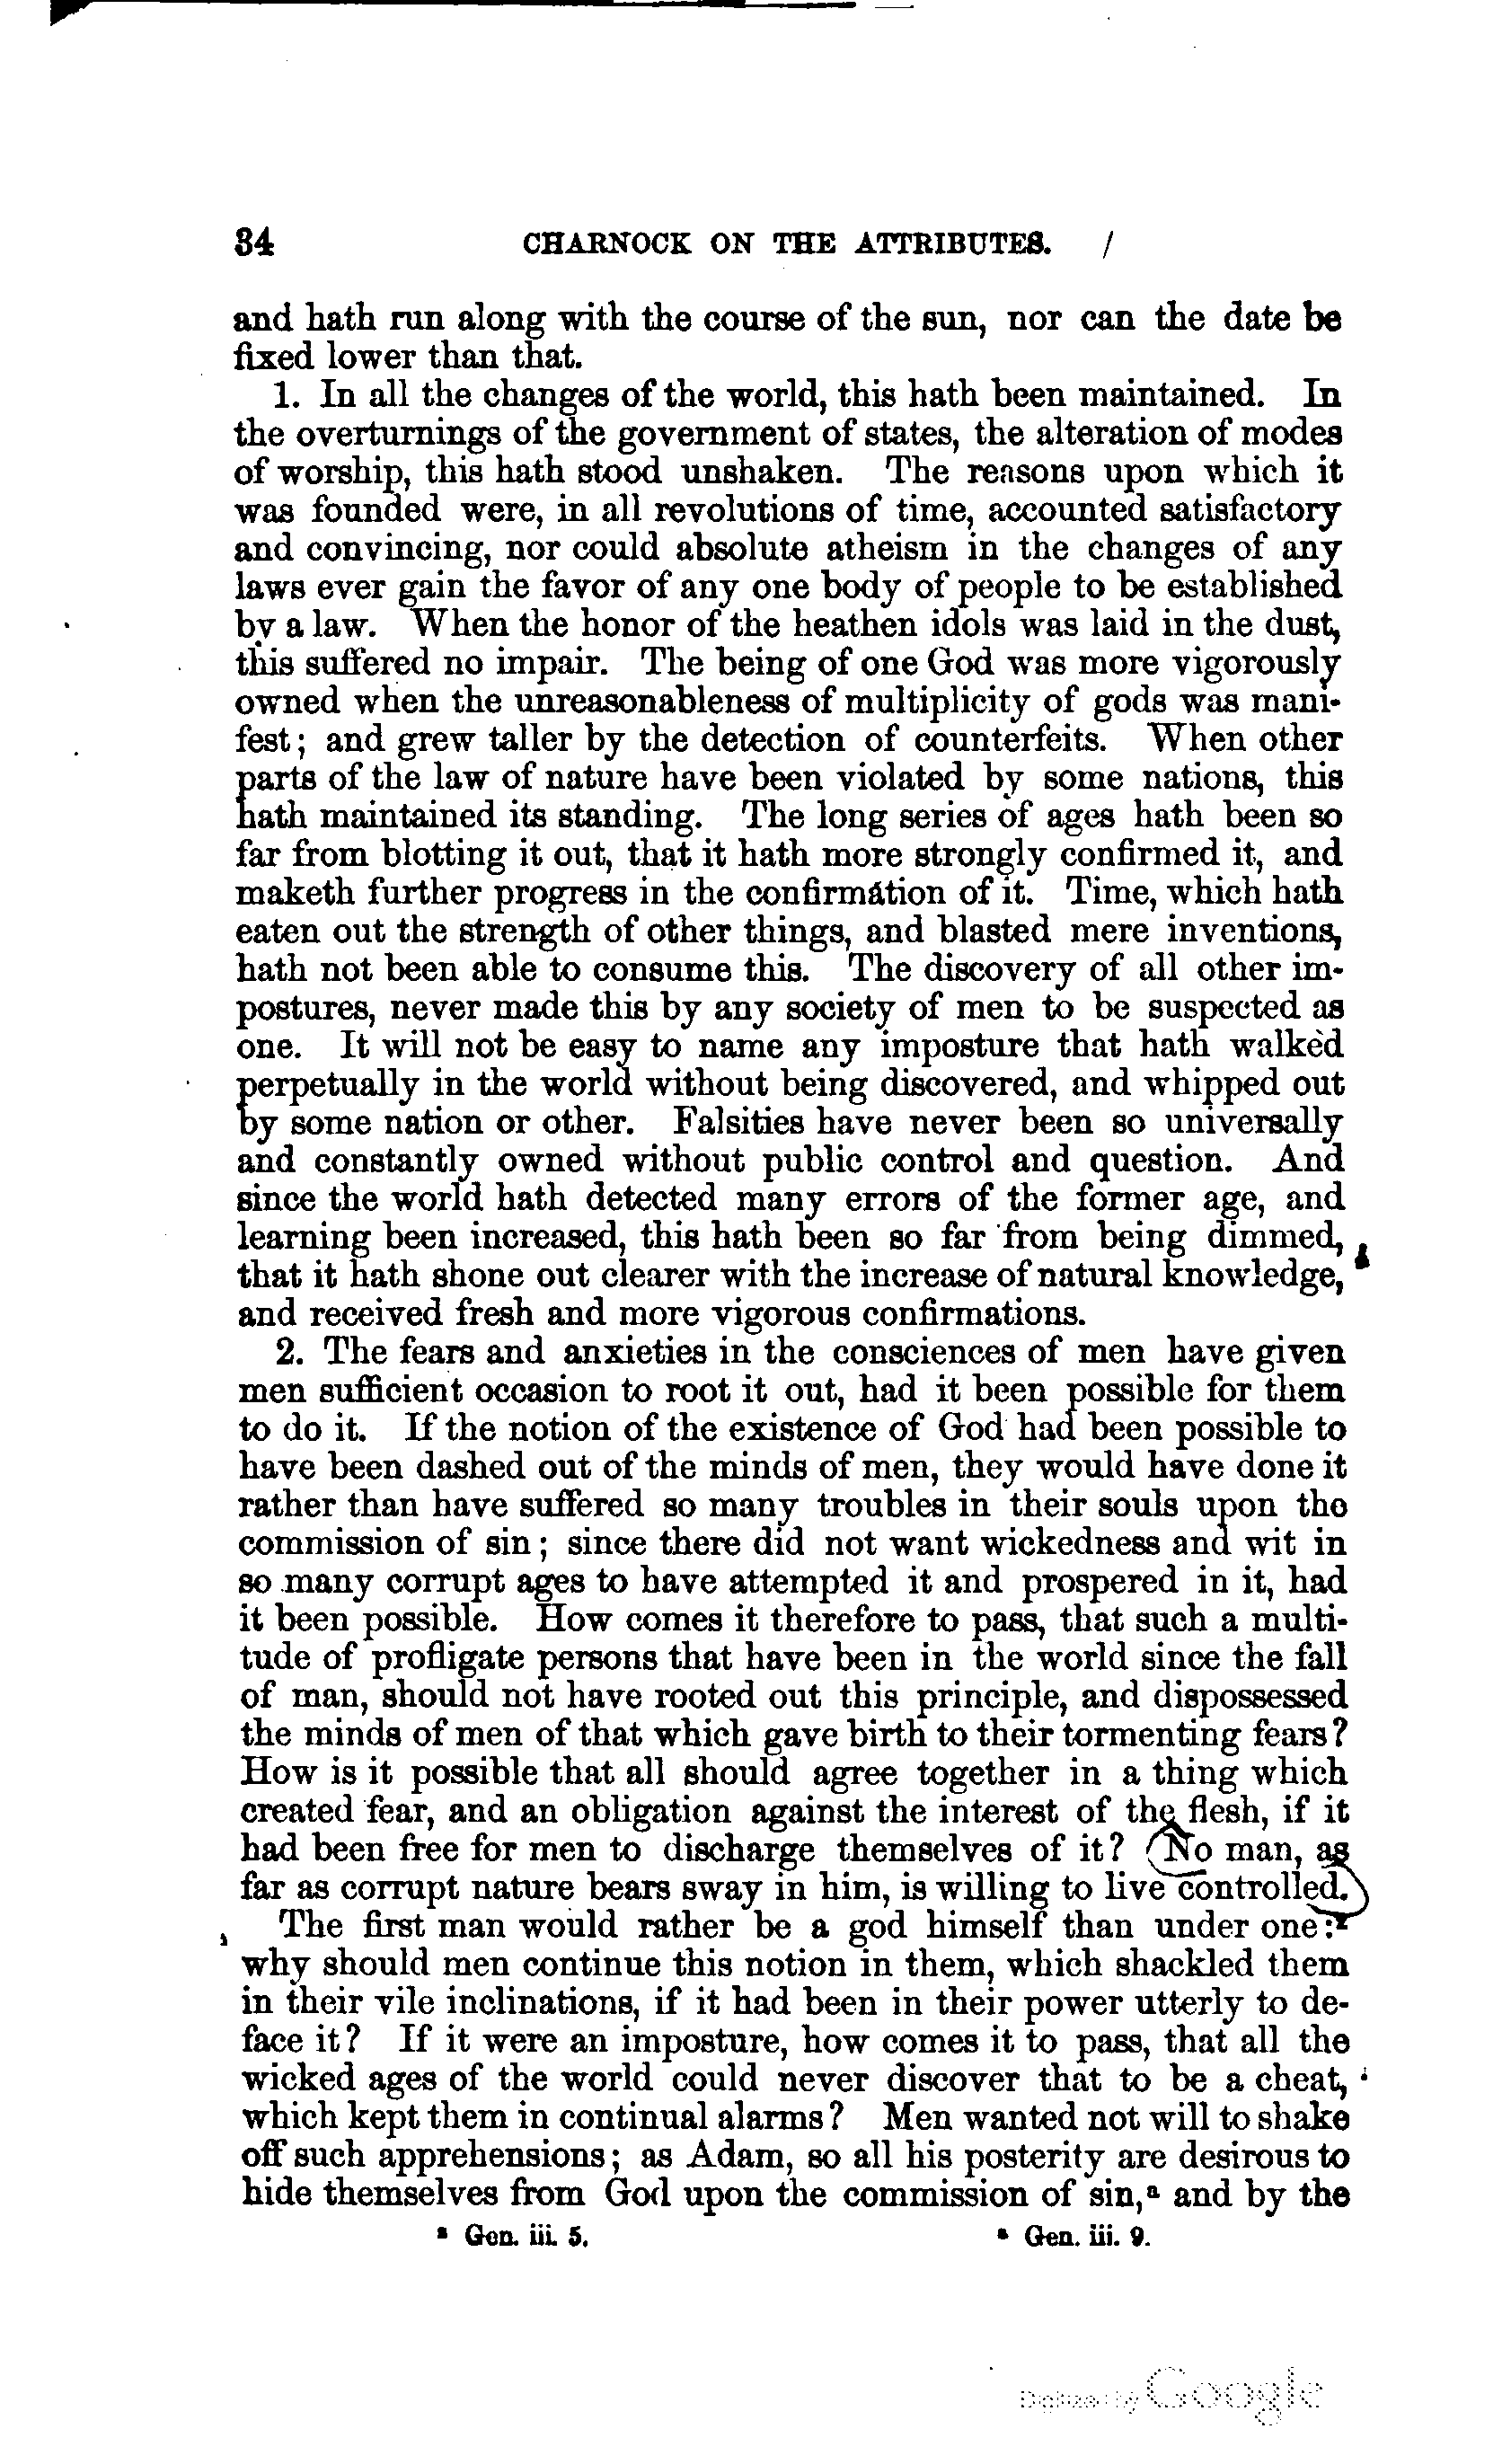 34 CHARNOCK ON THE ATTRIBUTES.
and hath run along with the course of the sun, nor can the date be
fixed lower than that.
1. In all the changes of the world, this hath been maintained. In
the overturnings of the government of states, the alteration of modes
of worship, this hath stood unshaken. The reasons upon which it
was founded were, in all revolutions of time, accounted satisfactory
and convincing, nor could absolute atheism in the changes of any
laws ever gain the favor of any one body of people to be established
by a law. When the honor of the heathen idols was laid in the dust,
this suffered no impair. The being of one God was more vigorously
owned when the unreasonableness of multiplicity of gods was mani-
fest; and grew taller by the detection of counterfeits. When other
parts of the law of nature have been violated by some nations, this
hath maintained its standing. The long series of ages hath been so
far from blotting it out, that it hath more strongly confirmed it, and
maketh further progress in the confirmation of it. Time, which hath
eaten out the strength of other things, and blasted mere inventions,
hath not been able to consume this. The discovery of all other im-
postures, never made this by any society of men to be suspected as
one. It will not be easy to name any imposture that hath walked
perpetually in the world without being discovered, and whipped out
by some nation or other. Falsities have never been so universally
and constantly owned without public control and question. And
since the world hath detected many errors of the former age, and
learning been increased, this hath been so far from being dimmed,
that it hath shone out clearer with the increase of natural knowledge,
and received fresh and more vigorous confirmations.
2. The fears and anxieties in the consciences of men have given
men sufficient occasion to root it out, had it been possible for them
to do it. If the notion of the existence of God had been possible to
have been dashed out of the minds of men, they would have done it
rather than have suffered so many troubles in their souls upon the
commission of sin; since there did not want wickedness and wit in
so many corrupt ages to have attempted it and prospered in it, had
it been possible. How comes it therefore to pass, that such a multi-
tude of profligate persons that have been in the world since the fall
of man, should not have rooted out this principle, and dispossessed
the minds of men of that which gave birth to their tormenting fears?
How is it possible that all should agree together in a thing which
created fear, and an obligation against the interest of the flesh, if it
had been free for men to discharge themselves of it? No man, as
far as corrupt nature bears sway in him, is willing to live controlled.
The first man would rather be a god himself than under one:ᶻ
why should men continue this notion in them, which shackled them
in their vile inclinations, if it had been in their power utterly to de-
face it? If it were an imposture, how comes it to pass, that all the
wicked ages of the world could never discover that to be a cheat,
which kept them in continual alarms? Men wanted not will to shake
off such apprehensions; as Adam, so all his posterity are desirous to
hide themselves from God upon the commission of sin,ᵃ and by the
Gen. iii. 5. ᵃ Gen. iii. 9.
Digitized by Google